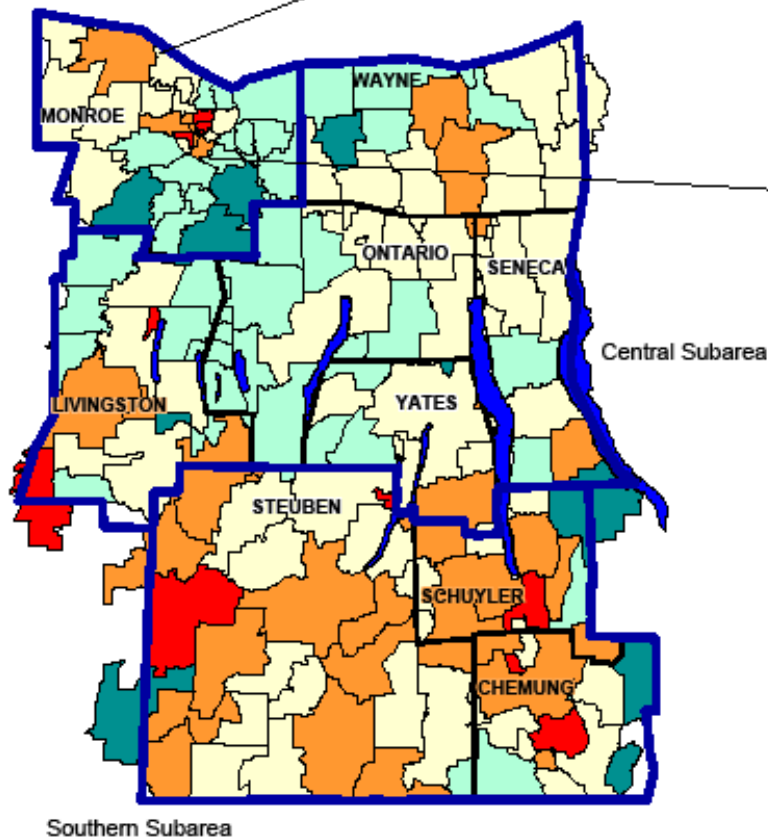 WAYNE
MONROE
ONTARIO
SENECA
Central Subarea
LIVINGSTON
YATES
STEUBEN
SCHUYLER
CHEMUNG
Southern Subarea